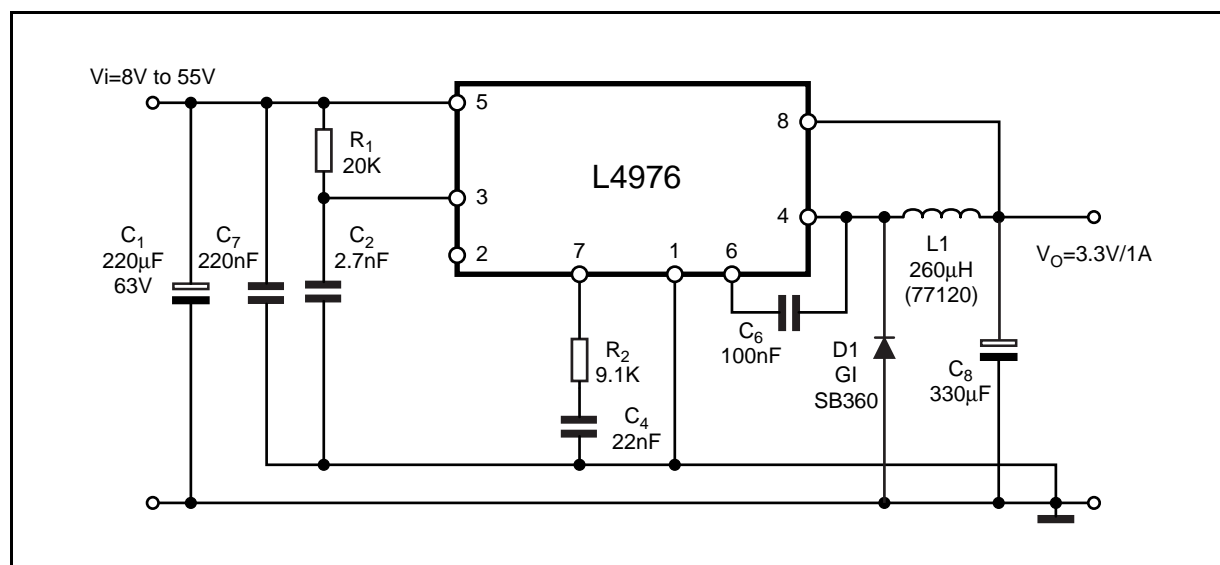 Vi=8V to 55V
5
8
R1
20K
L4976
3
4
C1
220μF
63V
C7
220nF
C2
2.7nF
2
7
1
6
L1
260μH
(77120)
VO=3.3V/1A
C6
100nF
R2
9.1K
D1
GI
SB360
C8
330μF
C4
22nF